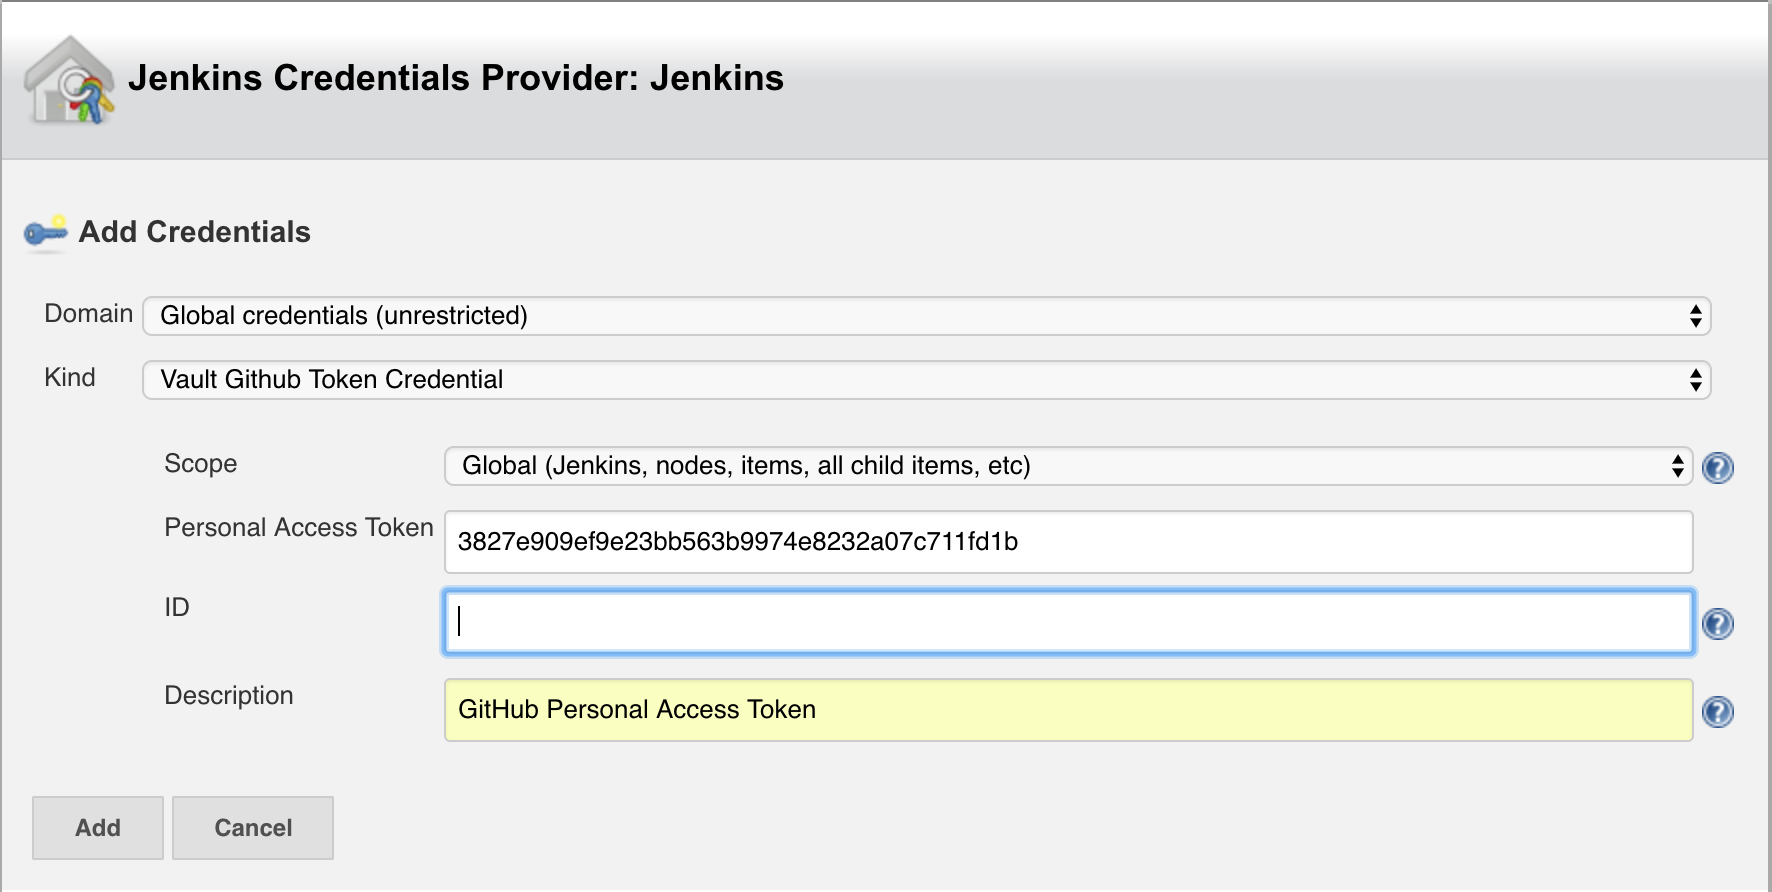 Jenkins Credentials Provider: Jenkins
Add Credentials
Domain Global credentials (unrestricted)
Kind Vault Github Token Credential
Scope Global (Jenkins, nodes, items, all child items, etc)
Personal Access Token 3827e909ef9e23bb563b9974e8232a07c711fd1b
ID
Description GitHub Personal Access Token
Add Cancel